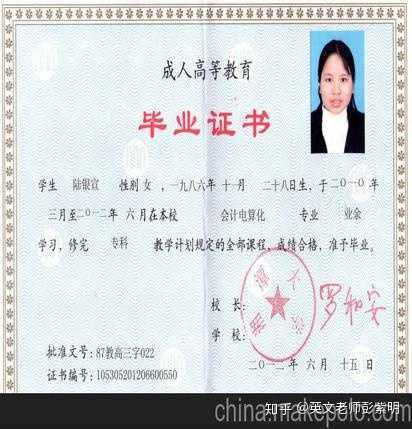 成人高等教育
毕业证书
学生 陆银宣 性别 女 ，一九八六年 十一月 二十八日生，于二〇一〇年
三月至二〇一二年 六月在本校 会计电算化 专业 业余
学习，修完 专科 教学计划规定的全部课程，成绩合格，准予毕业。
校 长： 罗和安
学 校：
批准文号：87教高三字022
二〇一二年 六月 十五日
证书编号：105305201206600550
china.makepolo.com
知乎 @英文老师彭紫明